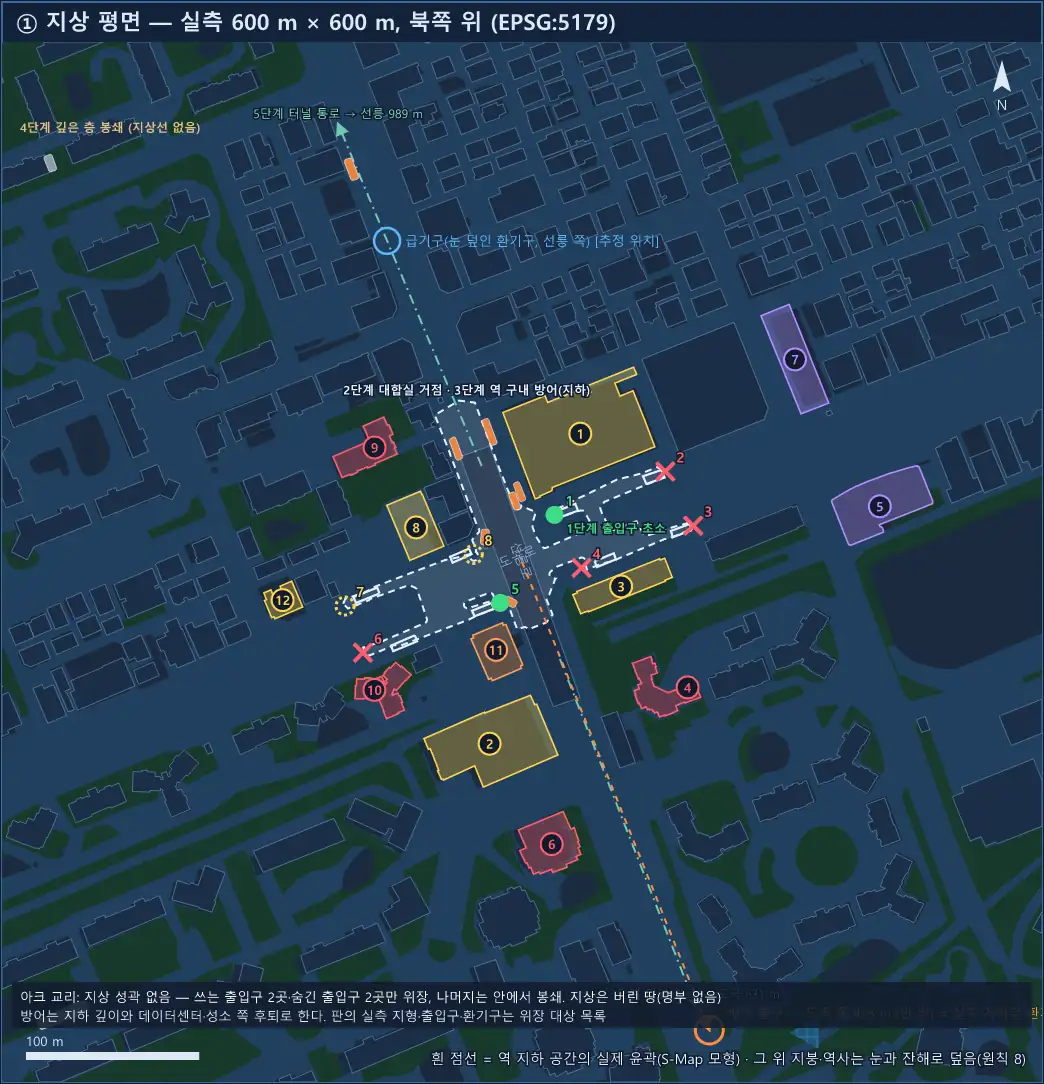 ① 지상 평면 — 실측 600 m × 600 m, 북쪽 위 (EPSG:5179)
N
5단계 터널 통로 → 선릉 989 m
4단계 깊은 층 봉쇄 (지상선 없음)
급기구(눈 덮인 환기구, 선릉 쪽) [추정 위치]
7
2단계 대합실 거점 · 3단계 역 구내 방어(지하)
1
9
2
5
1
3
1단계 출입구 초소
8
8
4
3
7
12
5
6
11
10
4
2
6
아크 교리: 지상 성곽 없음 — 쓰는 출입구 2곳·숨긴 출입구 2곳만 위장, 나머지는 안에서 봉쇄. 지상은 버린 땅(명부 없음)
방어는 지하 깊이와 데이터센터·성소 쪽 후퇴로 한다. 판의 실측 지형·출입구·환기구는 위장 대상 목록
100 m
흰 점선 = 역 지하 공간의 실제 윤곽(S-Map 모형) · 그 위 지붕·역사는 눈과 잔해로 덮음(원칙 8)